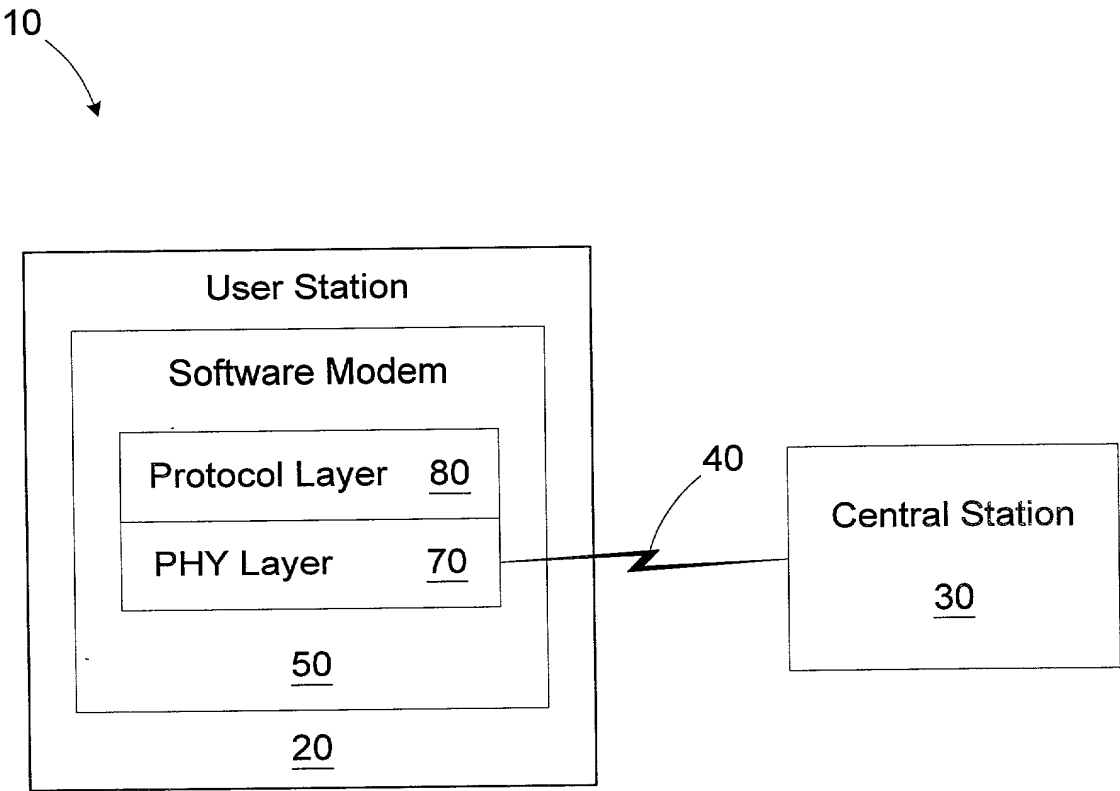 10
User Station
Software Modem
Protocol Layer 80
PHY Layer 70
50
20
40
Central Station
30